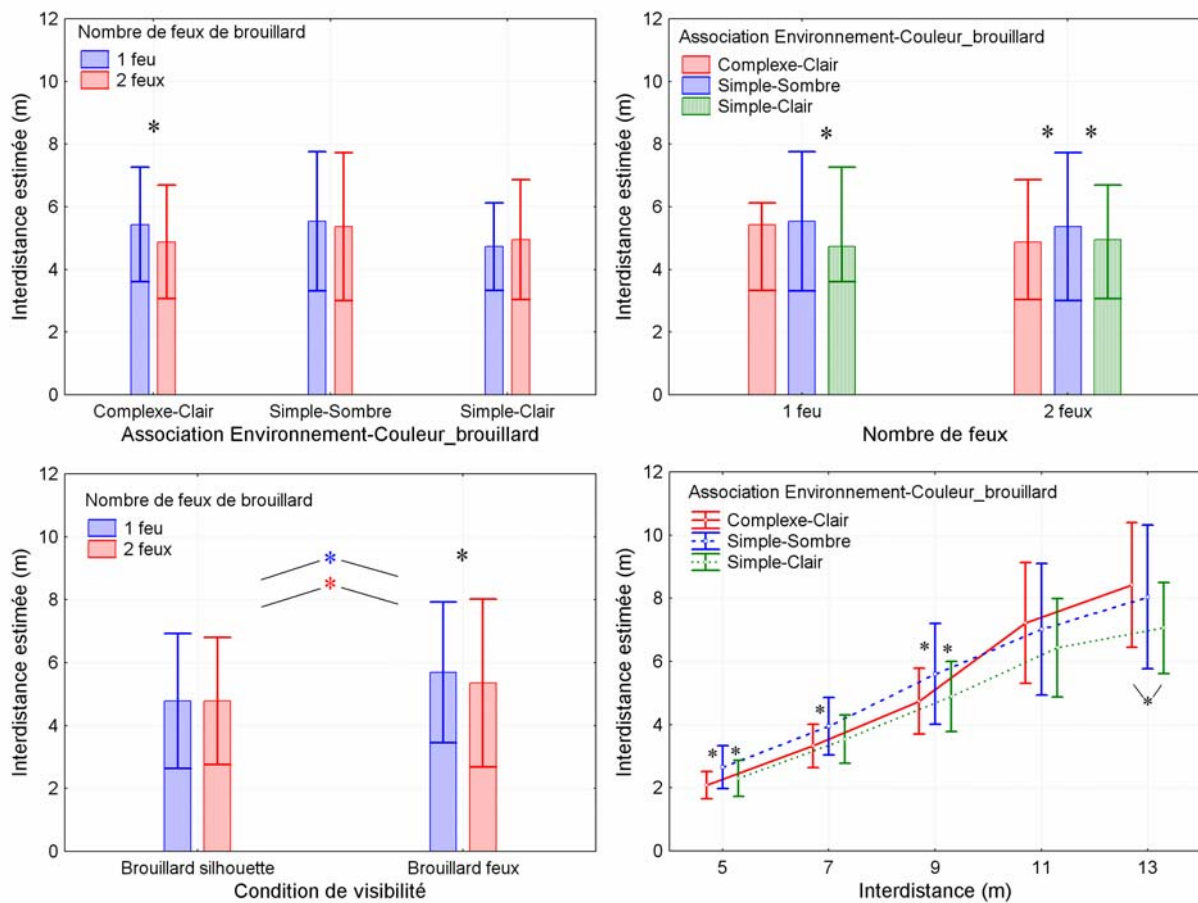 12
10
8
6
4
2
0
Interdistance estimée (m)
Nombre de feux de brouillard
1 feu
2 feux
*
Complexe-Clair Simple-Sombre Simple-Clair
Association Environnement-Couleur_brouillard
12
10
8
6
4
2
0
Interdistance estimée (m)
Association Environnement-Couleur_brouillard
Complexe-Clair
Simple-Sombre
Simple-Clair
* * *
1 feu 2 feux
Nombre de feux
12
10
8
6
4
2
0
Interdistance estimée (m)
Nombre de feux de brouillard
1 feu
2 feux
* *
*
Brouillard silhouette Brouillard feux
Condition de visibilité
12
10
8
6
4
2
0
Interdistance estimée (m)
Association Environnement-Couleur_brouillard
Complexe-Clair
Simple-Sombre
Simple-Clair
* * * * * *
5 7 9 11 13
Interdistance (m)